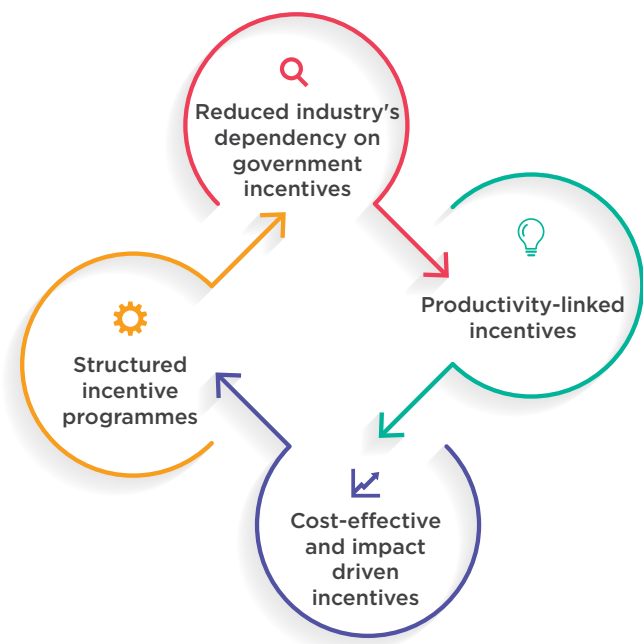 Reduced industry's
dependency on
government
incentives
Productivity-linked
incentives
Structured
incentive
programmes
Cost-effective
and impact
driven
incentives